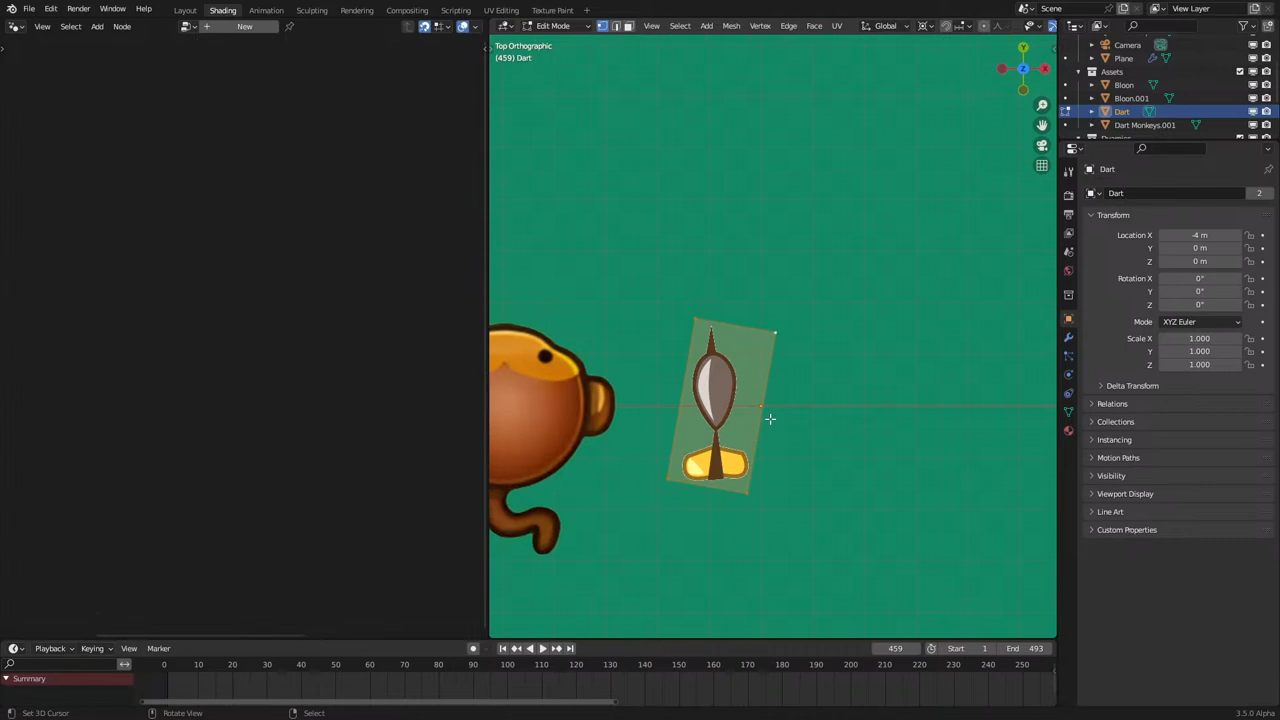 File Edit Render Window Help Layout Shading Animation Sculpting Rendering Compositing Scripting UV Editing Texture Paint Scene View Layer
View Select Add Node New Edit Mode View Select Add Mesh Vertex Edge Face UV Global
Top Orthographic
(459) Dart
Y
Z X
Camera
Plane
Assets
Bloon
Bloon.001
Dart
Dart Monkeys.001
Dart
Dart 2
Transform
Location X -4 m
Y 0 m
Z 0 m
Rotation X 0°
Y 0°
Z 0°
Mode XYZ Euler
Scale X 1.000
Y 1.000
Z 1.000
Delta Transform
Relations
Collections
Instancing
Motion Paths
Visibility
Viewport Display
Line Art
Custom Properties
Playback Keying View Marker 459 Start 1 End 493
0 10 20 30 40 50 60 70 80 90 100 110 120 130 140 150 160 170 180 190 200 210 220 230 240 250
Summary
Set 3D Cursor Rotate View Select 3.5.0 Alpha